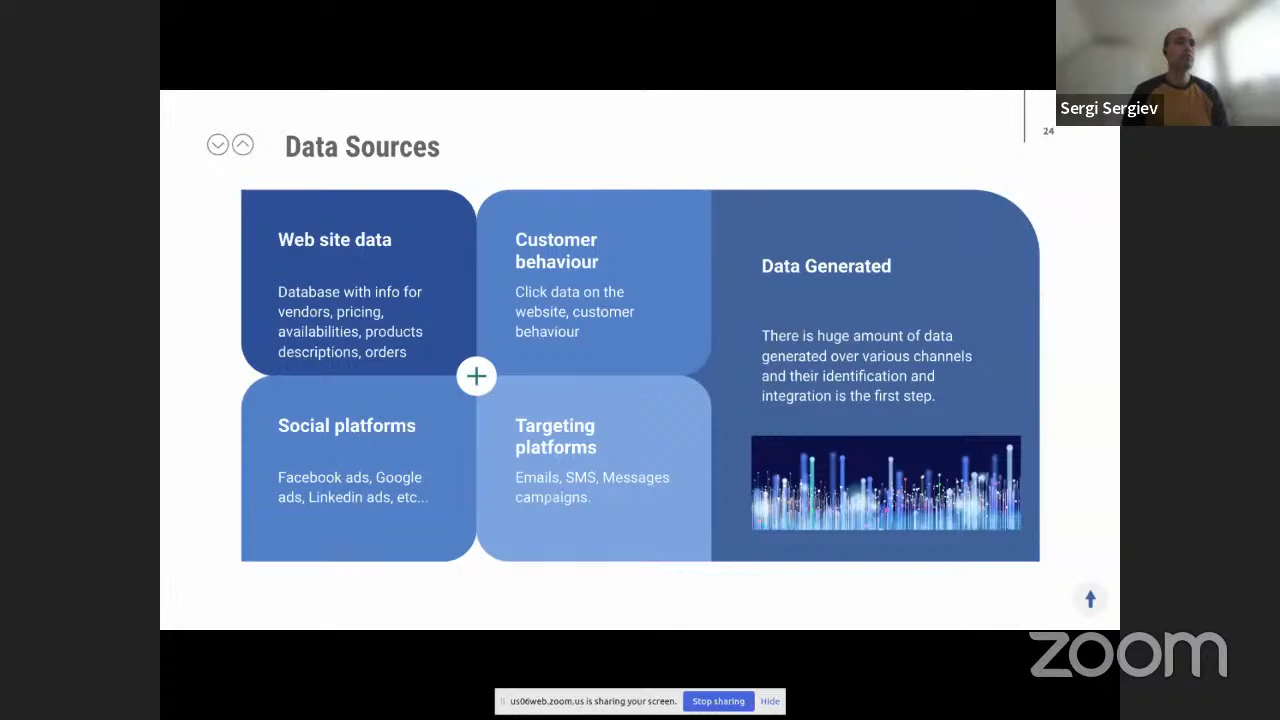 Sergi Sergiev
24
Data Sources
Web site data
Database with info for
vendors, pricing,
availabilities, products
descriptions, orders
Customer
behaviour
Click data on the
website, customer
behaviour
Social platforms
Facebook ads, Google
ads, Linkedin ads, etc...
Targeting
platforms
Emails, SMS, Messages
campaigns.
Data Generated
There is huge amount of data
generated over various channels
and their identification and
integration is the first step.
zoom
us06web.zoom.us is sharing your screen. Stop sharing Hide